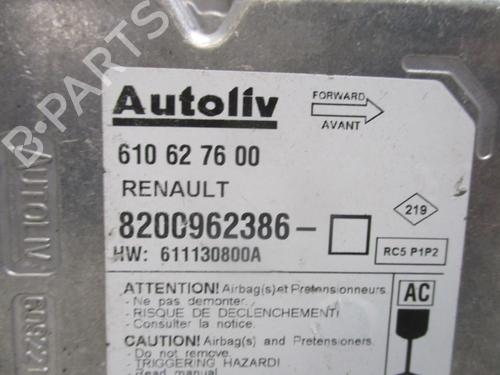 Autoliv
FORWARD
AVANT
610 62 76 00
RENAULT
8200962386-
219
HW: 611130800A
RC5 P1P2
ATTENTION! Airbag(s)et Pretensionneurs.
- Ne pas demonter.
- RISQUE DE DECLENCHEMENT!
- Consulter la notice.
AC
CAUTION! Airbag(s) and Pretensioners.
- Do not remove.
- TRIGGERING HAZARD!
- Read manual
AUTOLIV
B-PARTS